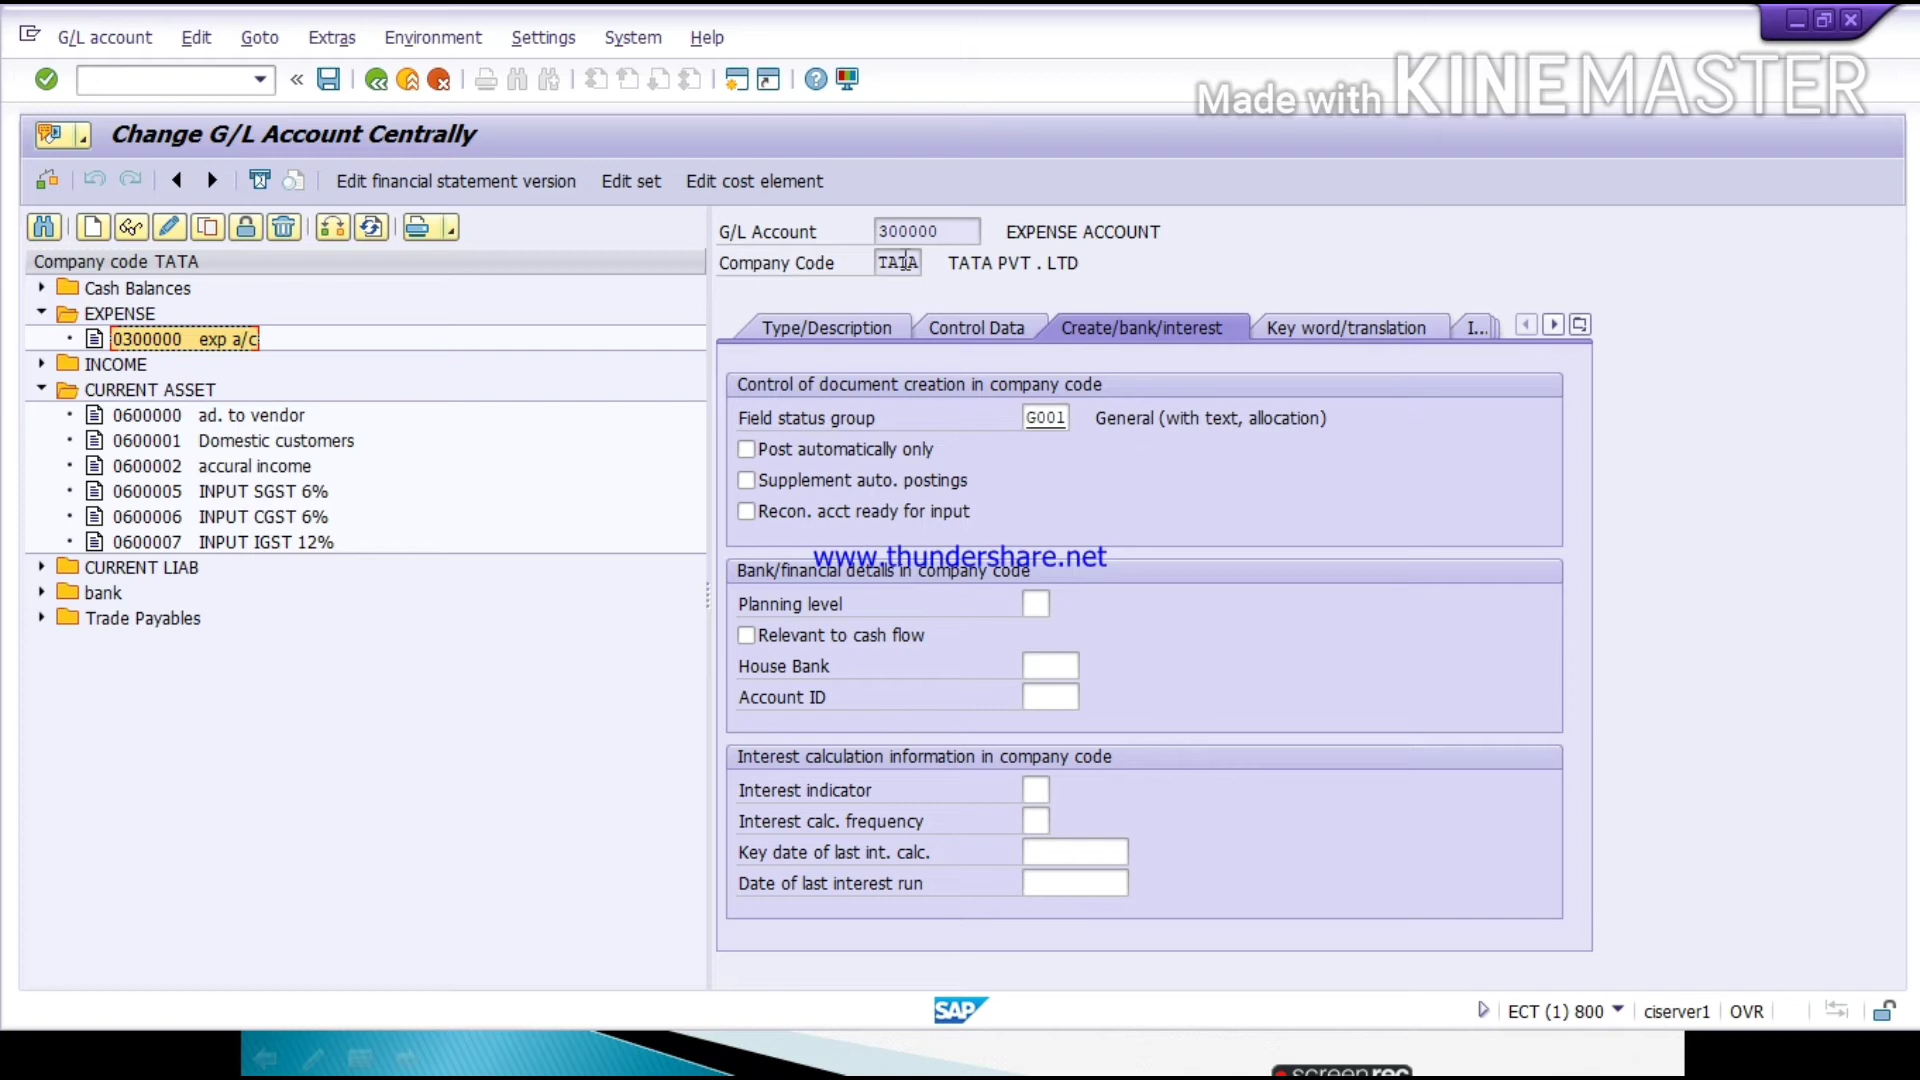 G/L account Edit Goto Extras Environment Settings System Help
Made with KINEMASTER
Change G/L Account Centrally
Edit financial statement version Edit set Edit cost element
Company code TATA
Cash Balances
EXPENSE
0300000 exp a/c
INCOME
CURRENT ASSET
0600000 ad. to vendor
0600001 Domestic customers
0600002 accural income
0600005 INPUT SGST 6%
0600006 INPUT CGST 6%
0600007 INPUT IGST 12%
CURRENT LIAB
bank
Trade Payables
G/L Account 300000 EXPENSE ACCOUNT
Company Code TATA TATA PVT . LTD
Type/Description Control Data Create/bank/interest Key word/translation I...
Control of document creation in company code
Field status group G001 General (with text, allocation)
Post automatically only
Supplement auto. postings
Recon. acct ready for input
www.thundershare.net
Bank/financial details in company code
Planning level
Relevant to cash flow
House Bank
Account ID
Interest calculation information in company code
Interest indicator
Interest calc. frequency
Key date of last int. calc.
Date of last interest run
SAP
ECT (1) 800 ciserver1 OVR
screenrec